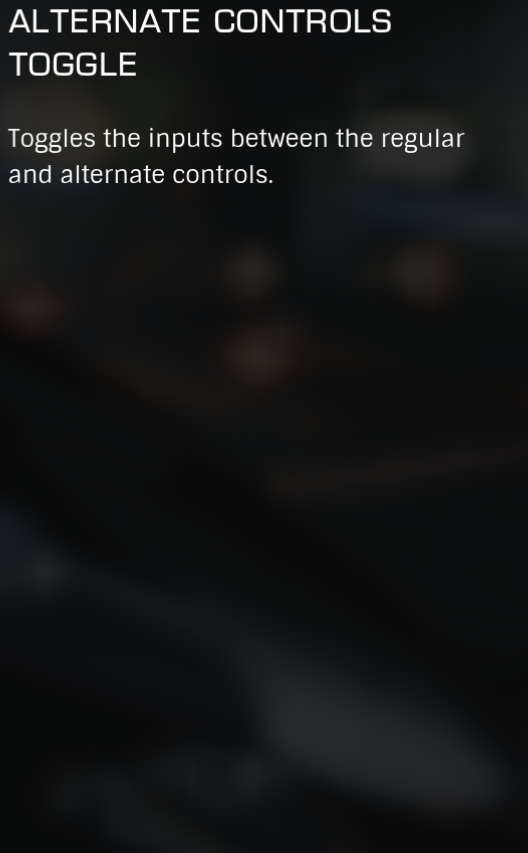 ALTERNATE CONTROLS
TOGGLE
Toggles the inputs between the regular
and alternate controls.